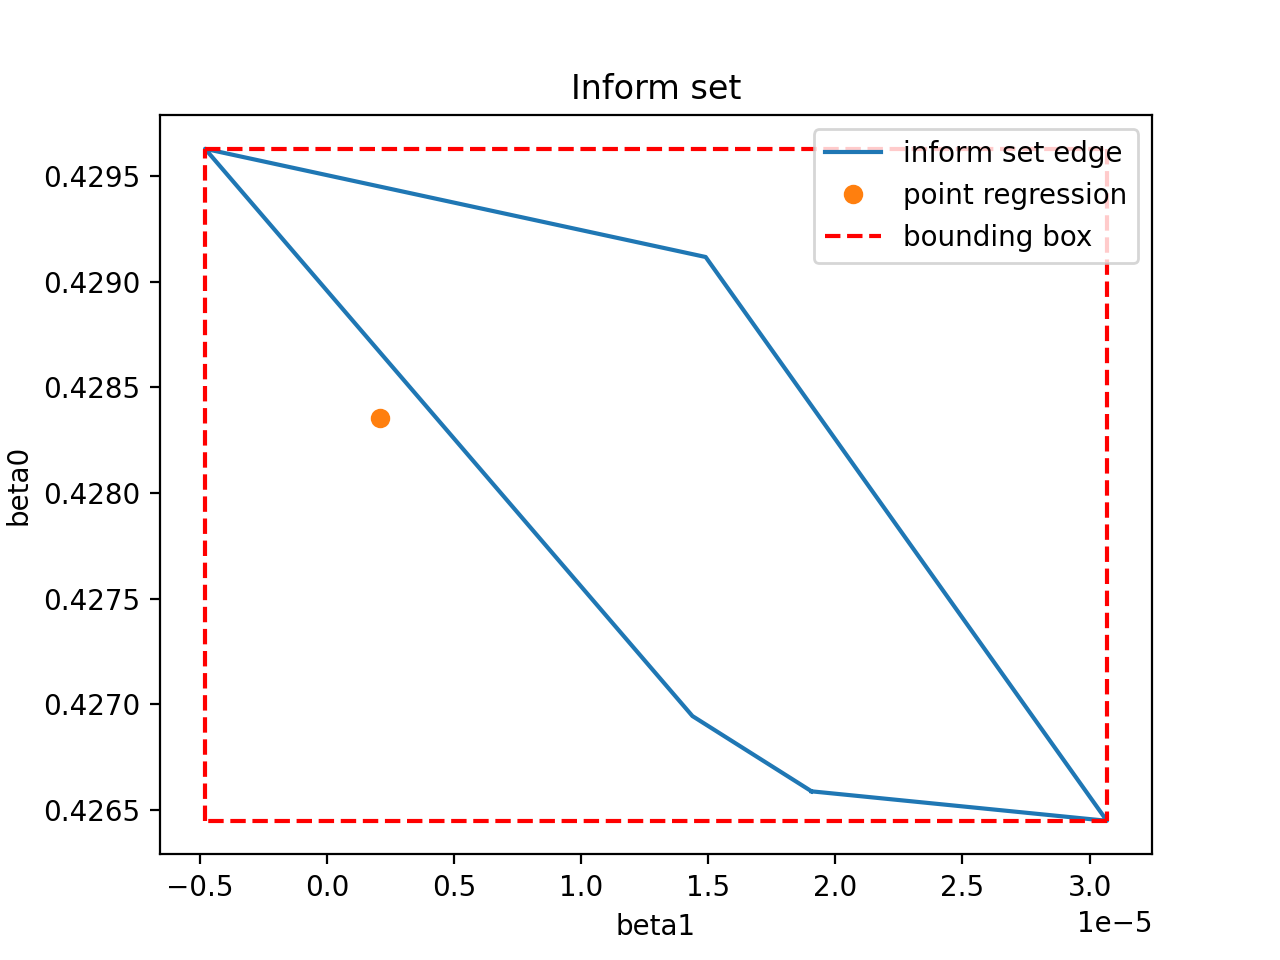 Inform set
inform set edge
point regression
bounding box
0.4295
0.4290
0.4285
0.4280
0.4275
0.4270
0.4265
beta0
−0.5 0.0 0.5 1.0 1.5 2.0 2.5 3.0
1e−5
beta1